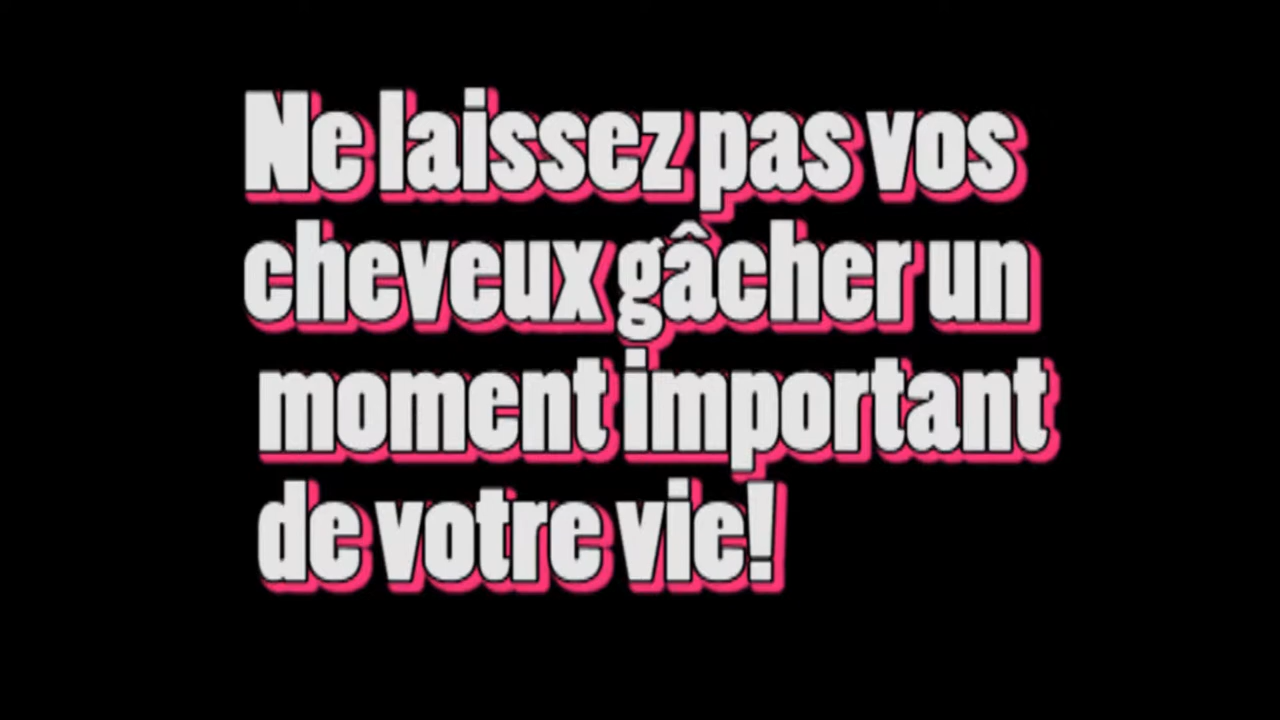 Ne laissez pas vos
cheveux gâcher un
moment important
de votre vie!